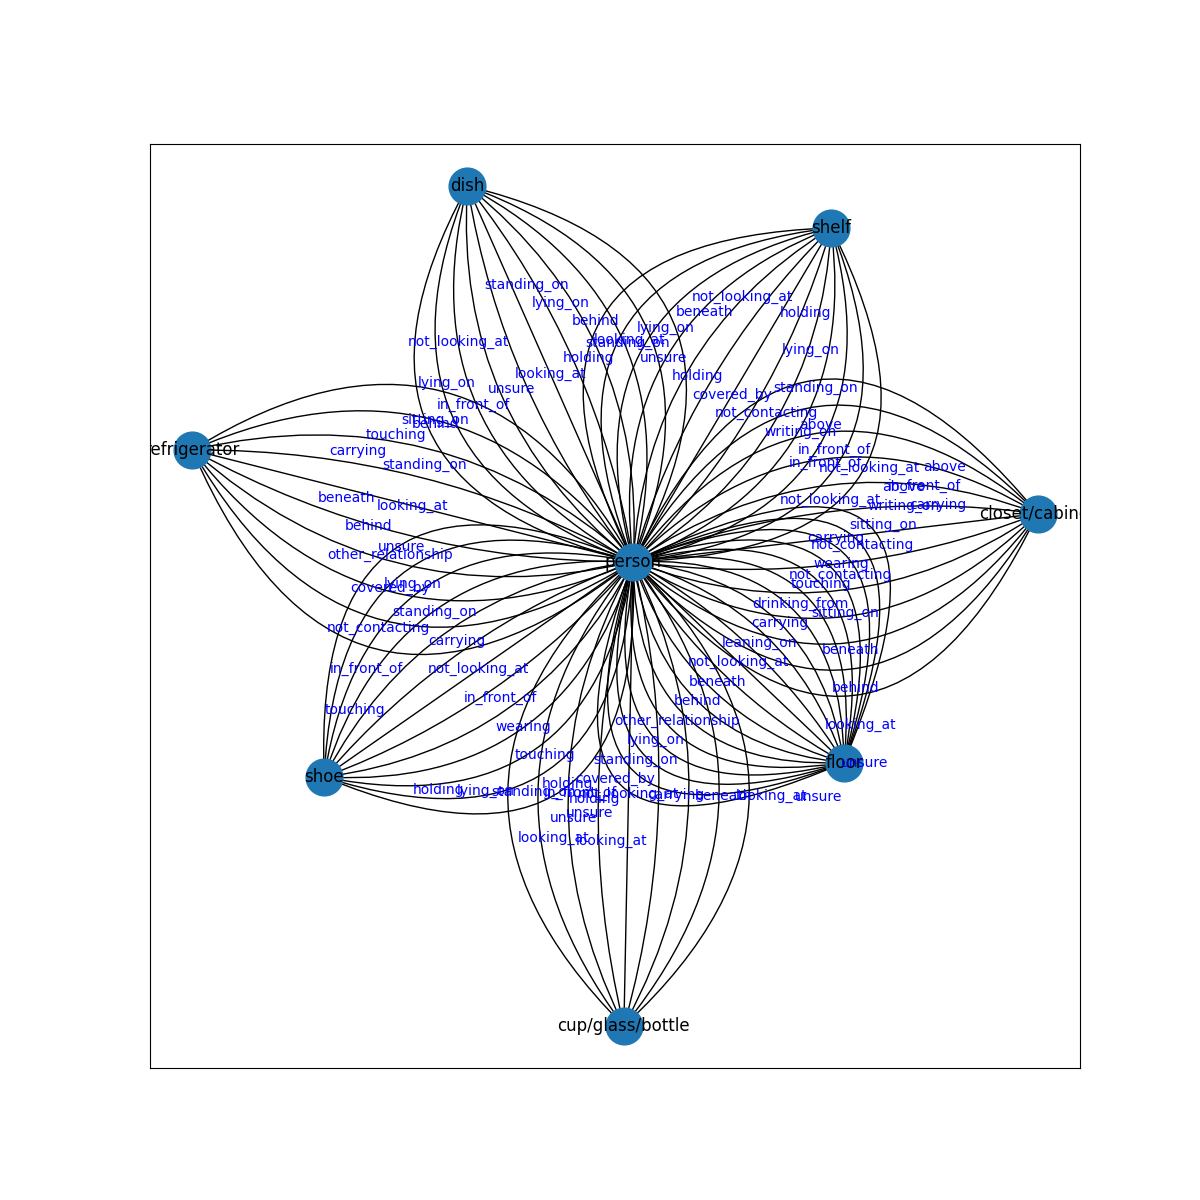 dish
shelf
standing_on
not_looking_at
lying_on
beneath
holding
behind
lying_on
looking_at
standing_on
not_looking_at
lying_on
holding
unsure
looking_at
holding
lying_on
unsure
standing_on
covered_by
in_front_of
not_contacting
sitting_on
behind
above
writing_on
touching
refrigerator
carrying
in_front_of
in_front_of
standing_on
not_looking_at
above
above
in_front_of
beneath
looking_at
not_looking_at
writing_on
carrying
closet/cabin
behind
sitting_on
carrying
unsure
not_contacting
other_relationship
person
wearing
not_contacting
lying_on
covered_by
touching
drinking_from
standing_on
sitting_on
carrying
not_contacting
carrying
leaning_on
beneath
not_looking_at
in_front_of
not_looking_at
beneath
behind
in_front_of
behind
touching
other_relationship
looking_at
wearing
lying_on
touching
standing_on
floor
unsure
shoe
covered_by
holding
holding
lying_on
standing_on
in_front_of
holding
not_looking_at
carrying
beneath
looking_at
unsure
unsure
unsure
looking_at
looking_at
cup/glass/bottle